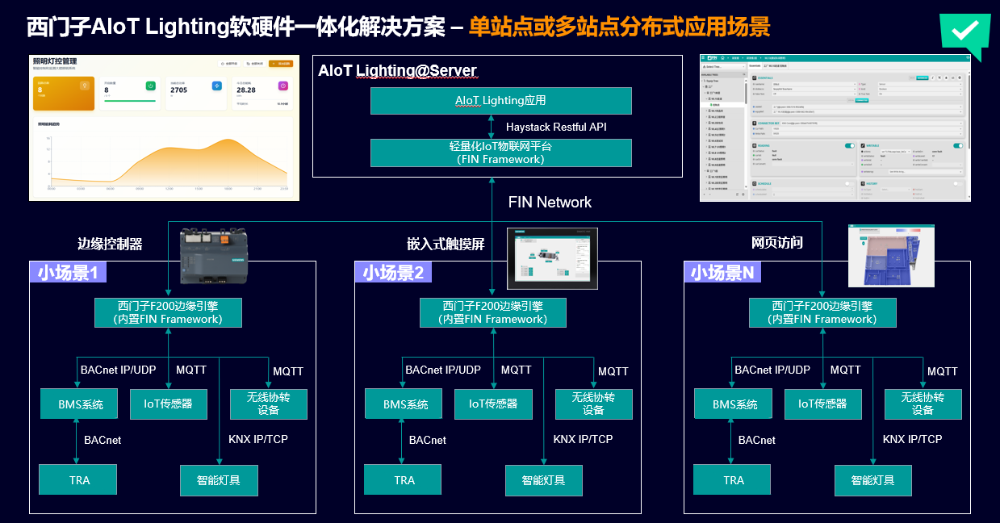 西门子AIoT Lighting软硬件一体化解决方案 – 单站点或多站点分布式应用场景
照明灯控管理
8
8
2705
28.28
照明能耗趋势
AIoT Lighting@Server
AIoT Lighting应用
Haystack Restful API
轻量化IoT物联网平台
(FIN Framework)
FIN Network
边缘控制器
嵌入式触摸屏
网页访问
小场景1
西门子F200边缘引擎
(内置FIN Framework)
BACnet IP/UDP
MQTT
MQTT
BMS系统
IoT传感器
无线协转
设备
BACnet
KNX IP/TCP
TRA
智能灯具
小场景2
西门子F200边缘引擎
(内置FIN Framework)
BACnet IP/UDP
MQTT
MQTT
BMS系统
IoT传感器
无线协转
设备
BACnet
KNX IP/TCP
TRA
智能灯具
小场景N
西门子F200边缘引擎
(内置FIN Framework)
BACnet IP/UDP
MQTT
MQTT
BMS系统
IoT传感器
无线协转
设备
BACnet
KNX IP/TCP
TRA
智能灯具